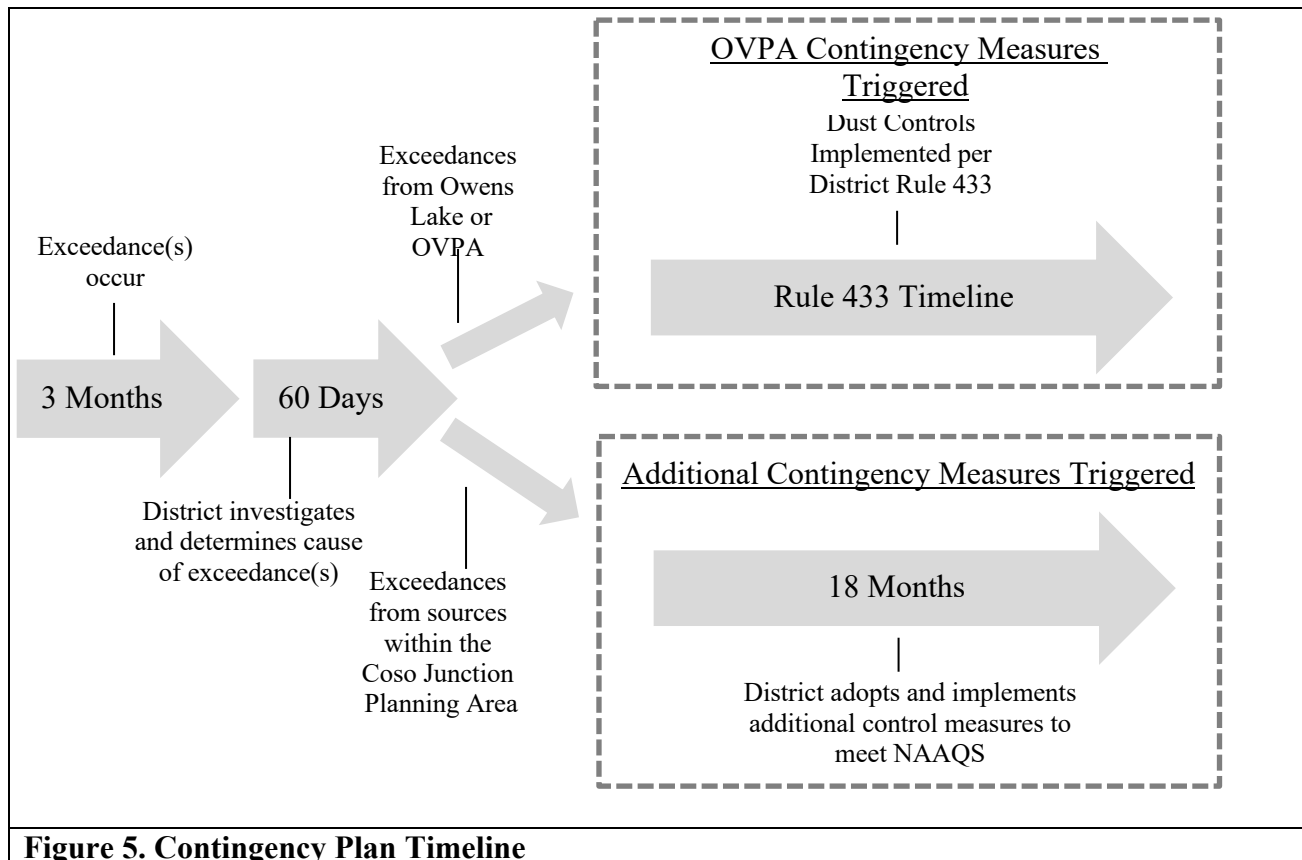 Exceedance(s)
occur
3 Months
60 Days
District investigates
and determines cause
of exceedance(s)
Exceedances
from Owens
Lake or
OVPA
Exceedances
from sources
within the
Coso Junction
Planning Area
OVPA Contingency Measures
Triggered
Dust Controls
Implemented per
District Rule 433
Rule 433 Timeline
Additional Contingency Measures Triggered
18 Months
District adopts and implements
additional control measures to
meet NAAQS
Figure 5. Contingency Plan Timeline